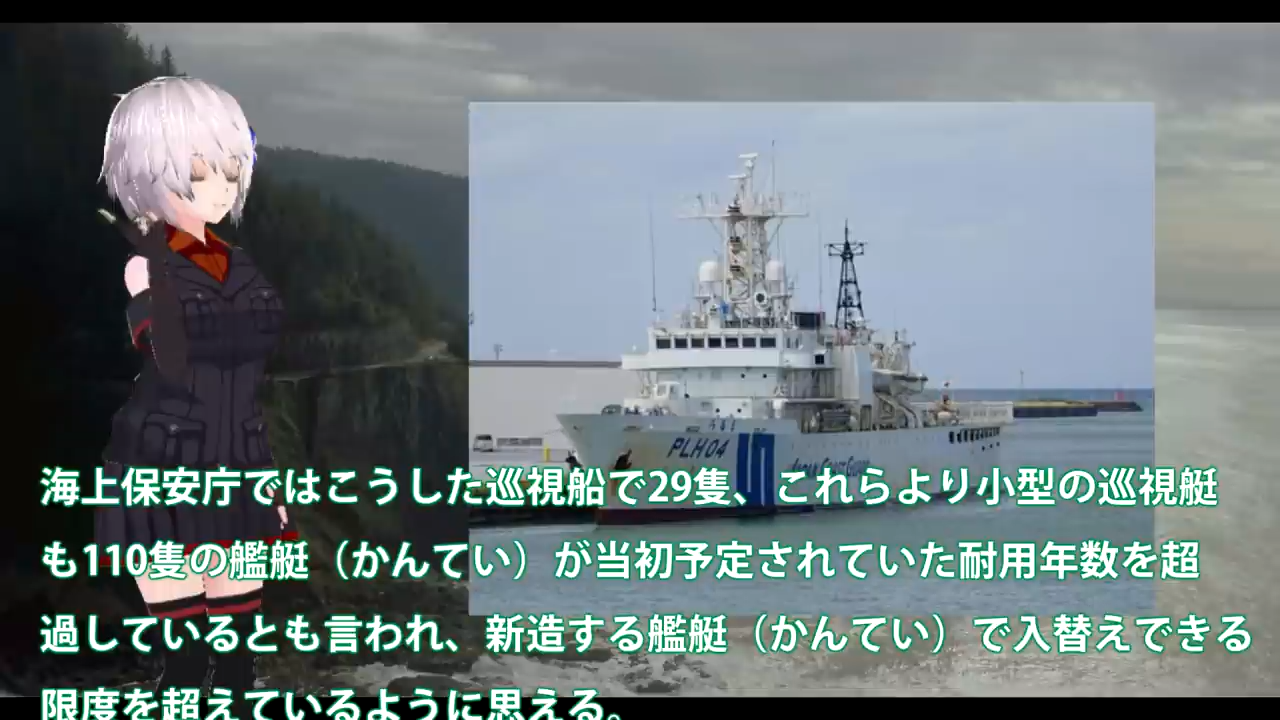 PLH04
JAPAN COAST GUARD
海上保安庁ではこうした巡視船で29隻、これらより小型の巡視艇
も110隻の艦艇（かんてい）が当初予定されていた耐用年数を超
過しているとも言われ、新造する艦艇（かんてい）で入替えできる
限度を超えているように思える。